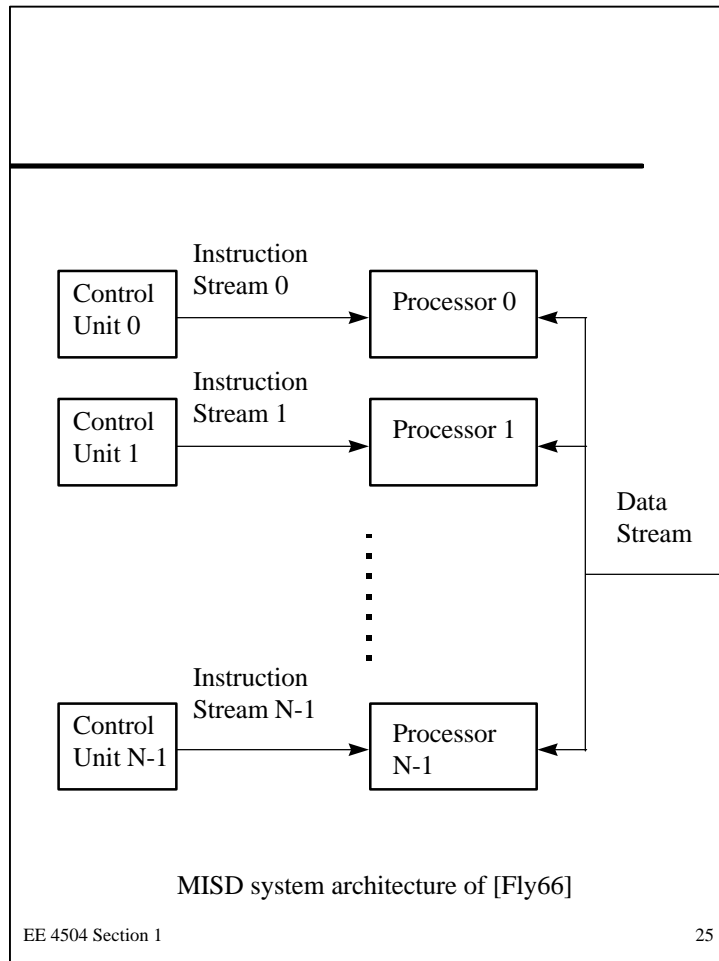 Instruction
Stream 0
Control
Unit 0
Processor 0
Instruction
Stream 1
Control
Unit 1
Processor 1
Data
Stream
Instruction
Stream N-1
Control
Unit N-1
Processor
N-1
MISD system architecture of [Fly66]
EE 4504 Section 1
25